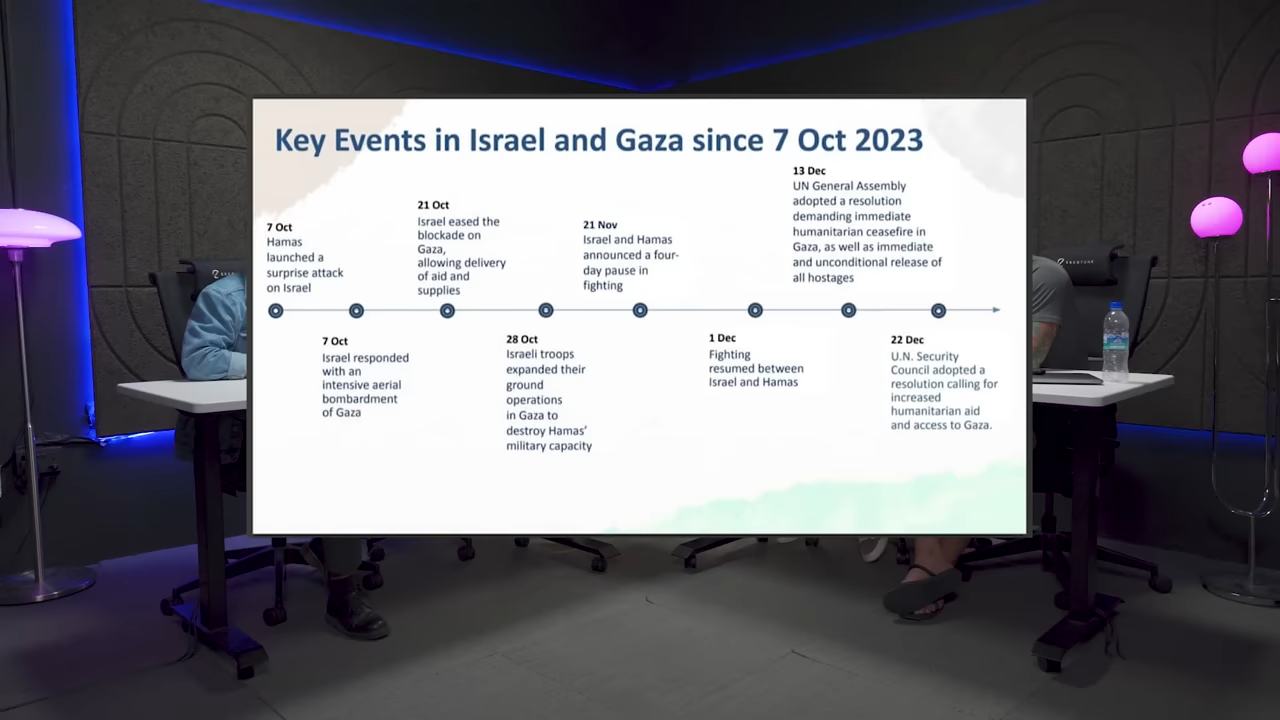 Key Events in Israel and Gaza since 7 Oct 2023
7 Oct
Hamas
launched a
surprise attack
on Israel
7 Oct
Israel responded
with an
intensive aerial
bombardment
of Gaza
21 Oct
Israel eased the
blockade on
Gaza,
allowing delivery
of aid and
supplies
28 Oct
Israeli troops
expanded their
ground
operations
in Gaza to
destroy Hamas’
military capacity
21 Nov
Israel and Hamas
announced a four-
day pause in
fighting
1 Dec
Fighting
resumed between
Israel and Hamas
13 Dec
UN General Assembly
adopted a resolution
demanding immediate
humanitarian ceasefire in
Gaza, as well as immediate
and unconditional release of
all hostages
22 Dec
U.N. Security
Council adopted a
resolution calling for
increased
humanitarian aid
and access to Gaza.